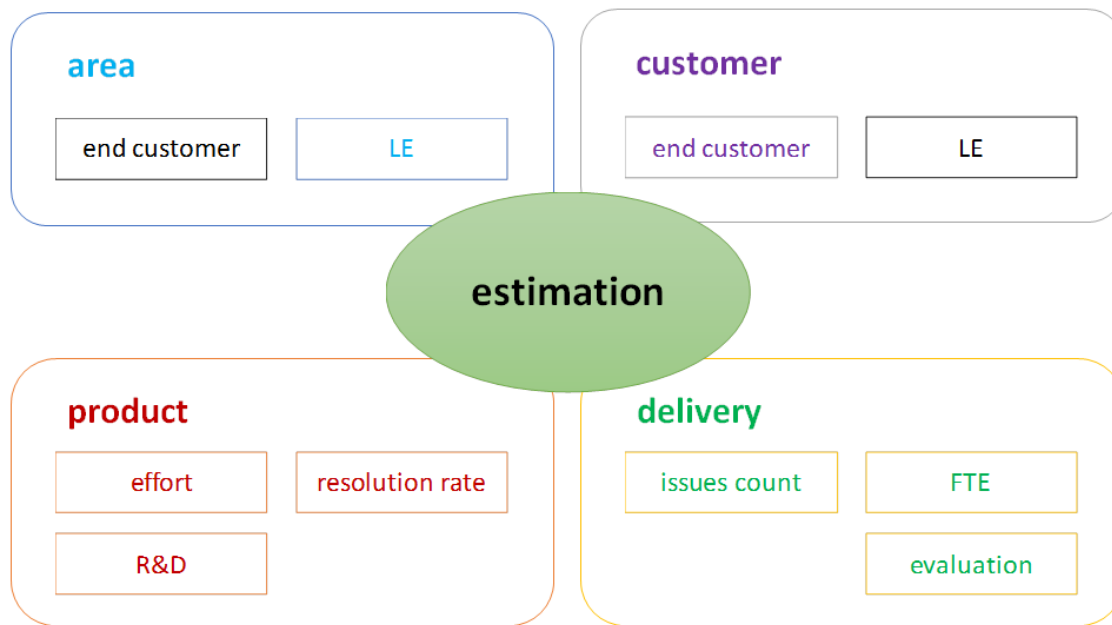 area
end customer
LE
customer
end customer
LE
estimation
product
effort
resolution rate
R&D
delivery
issues count
FTE
evaluation